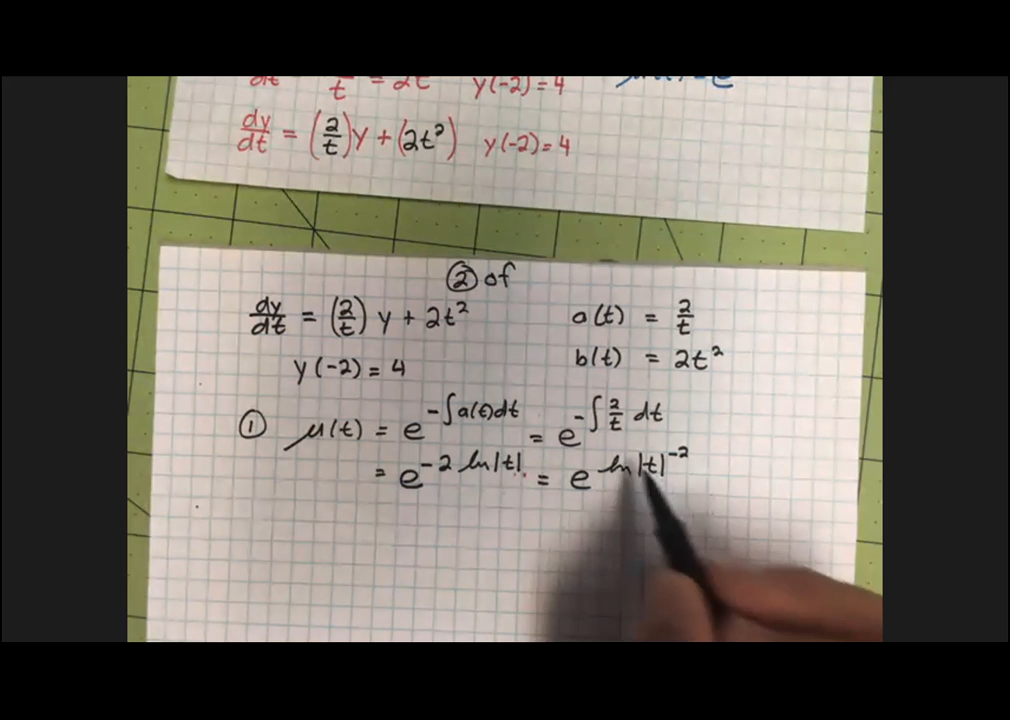 dy/dt = (2/t)y + (2t²) y(-2) = 4
② of
dy/dt = (2/t) y + 2t² a(t) = 2/t
y(-2) = 4 b(t) = 2t²
① μ(t) = e^(-∫a(t)dt) = e^(-∫ 2/t dt)
= e^(-2 ln|t|) = e^(ln|t|^-2)